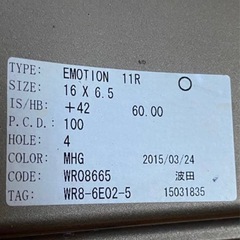 TYPE: EMOTION 11R
SIZE: 16 X 6.5
IS/HB: +42 60.00
P.C.D.: 100
HOLE: 4
COLOR: MHG 2015/03/24
CODE: WRO8665 波田
TAG: WR8-6E02-5 15031835